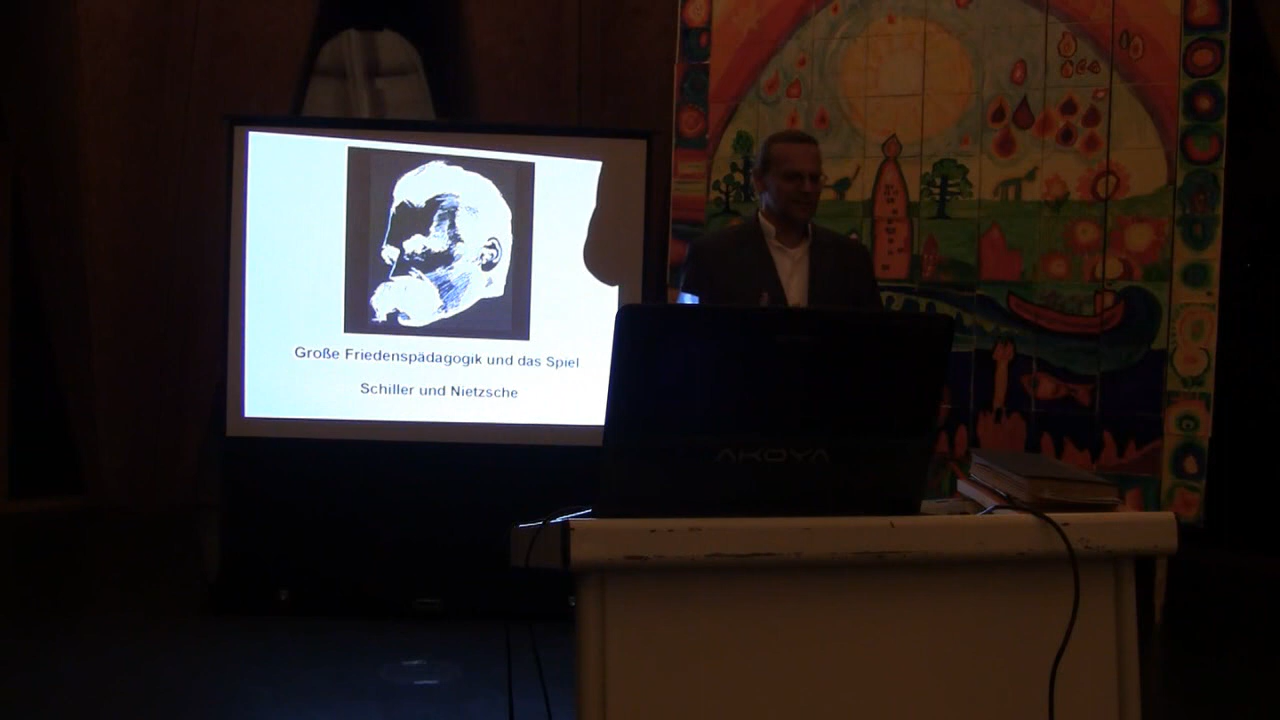 Große Friedenspädagogik und das Spiel
Schiller und Nietzsche
AKOYA